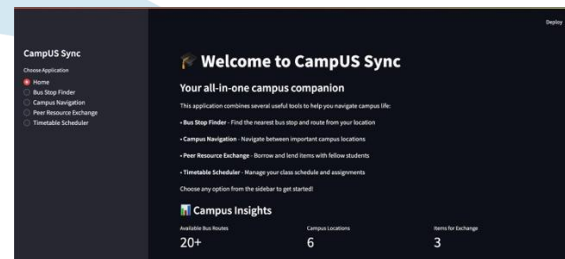 Deploy
CampUS Sync
Choose Application
Home
Bus Stop Finder
Campus Navigation
Peer Resource Exchange
Timetable Scheduler
Welcome to CampUS Sync
Your all-in-one campus companion
This application combines several useful tools to help you navigate campus life:
• Bus Stop Finder - Find the nearest bus stop and route from your location
• Campus Navigation - Navigate between important campus locations
• Peer Resource Exchange - Borrow and lend items with fellow students
• Timetable Scheduler - Manage your class schedule and assignments
Choose any option from the sidebar to get started!
Campus Insights
Available Bus Routes
20+
Campus Locations
6
Items for Exchange
3